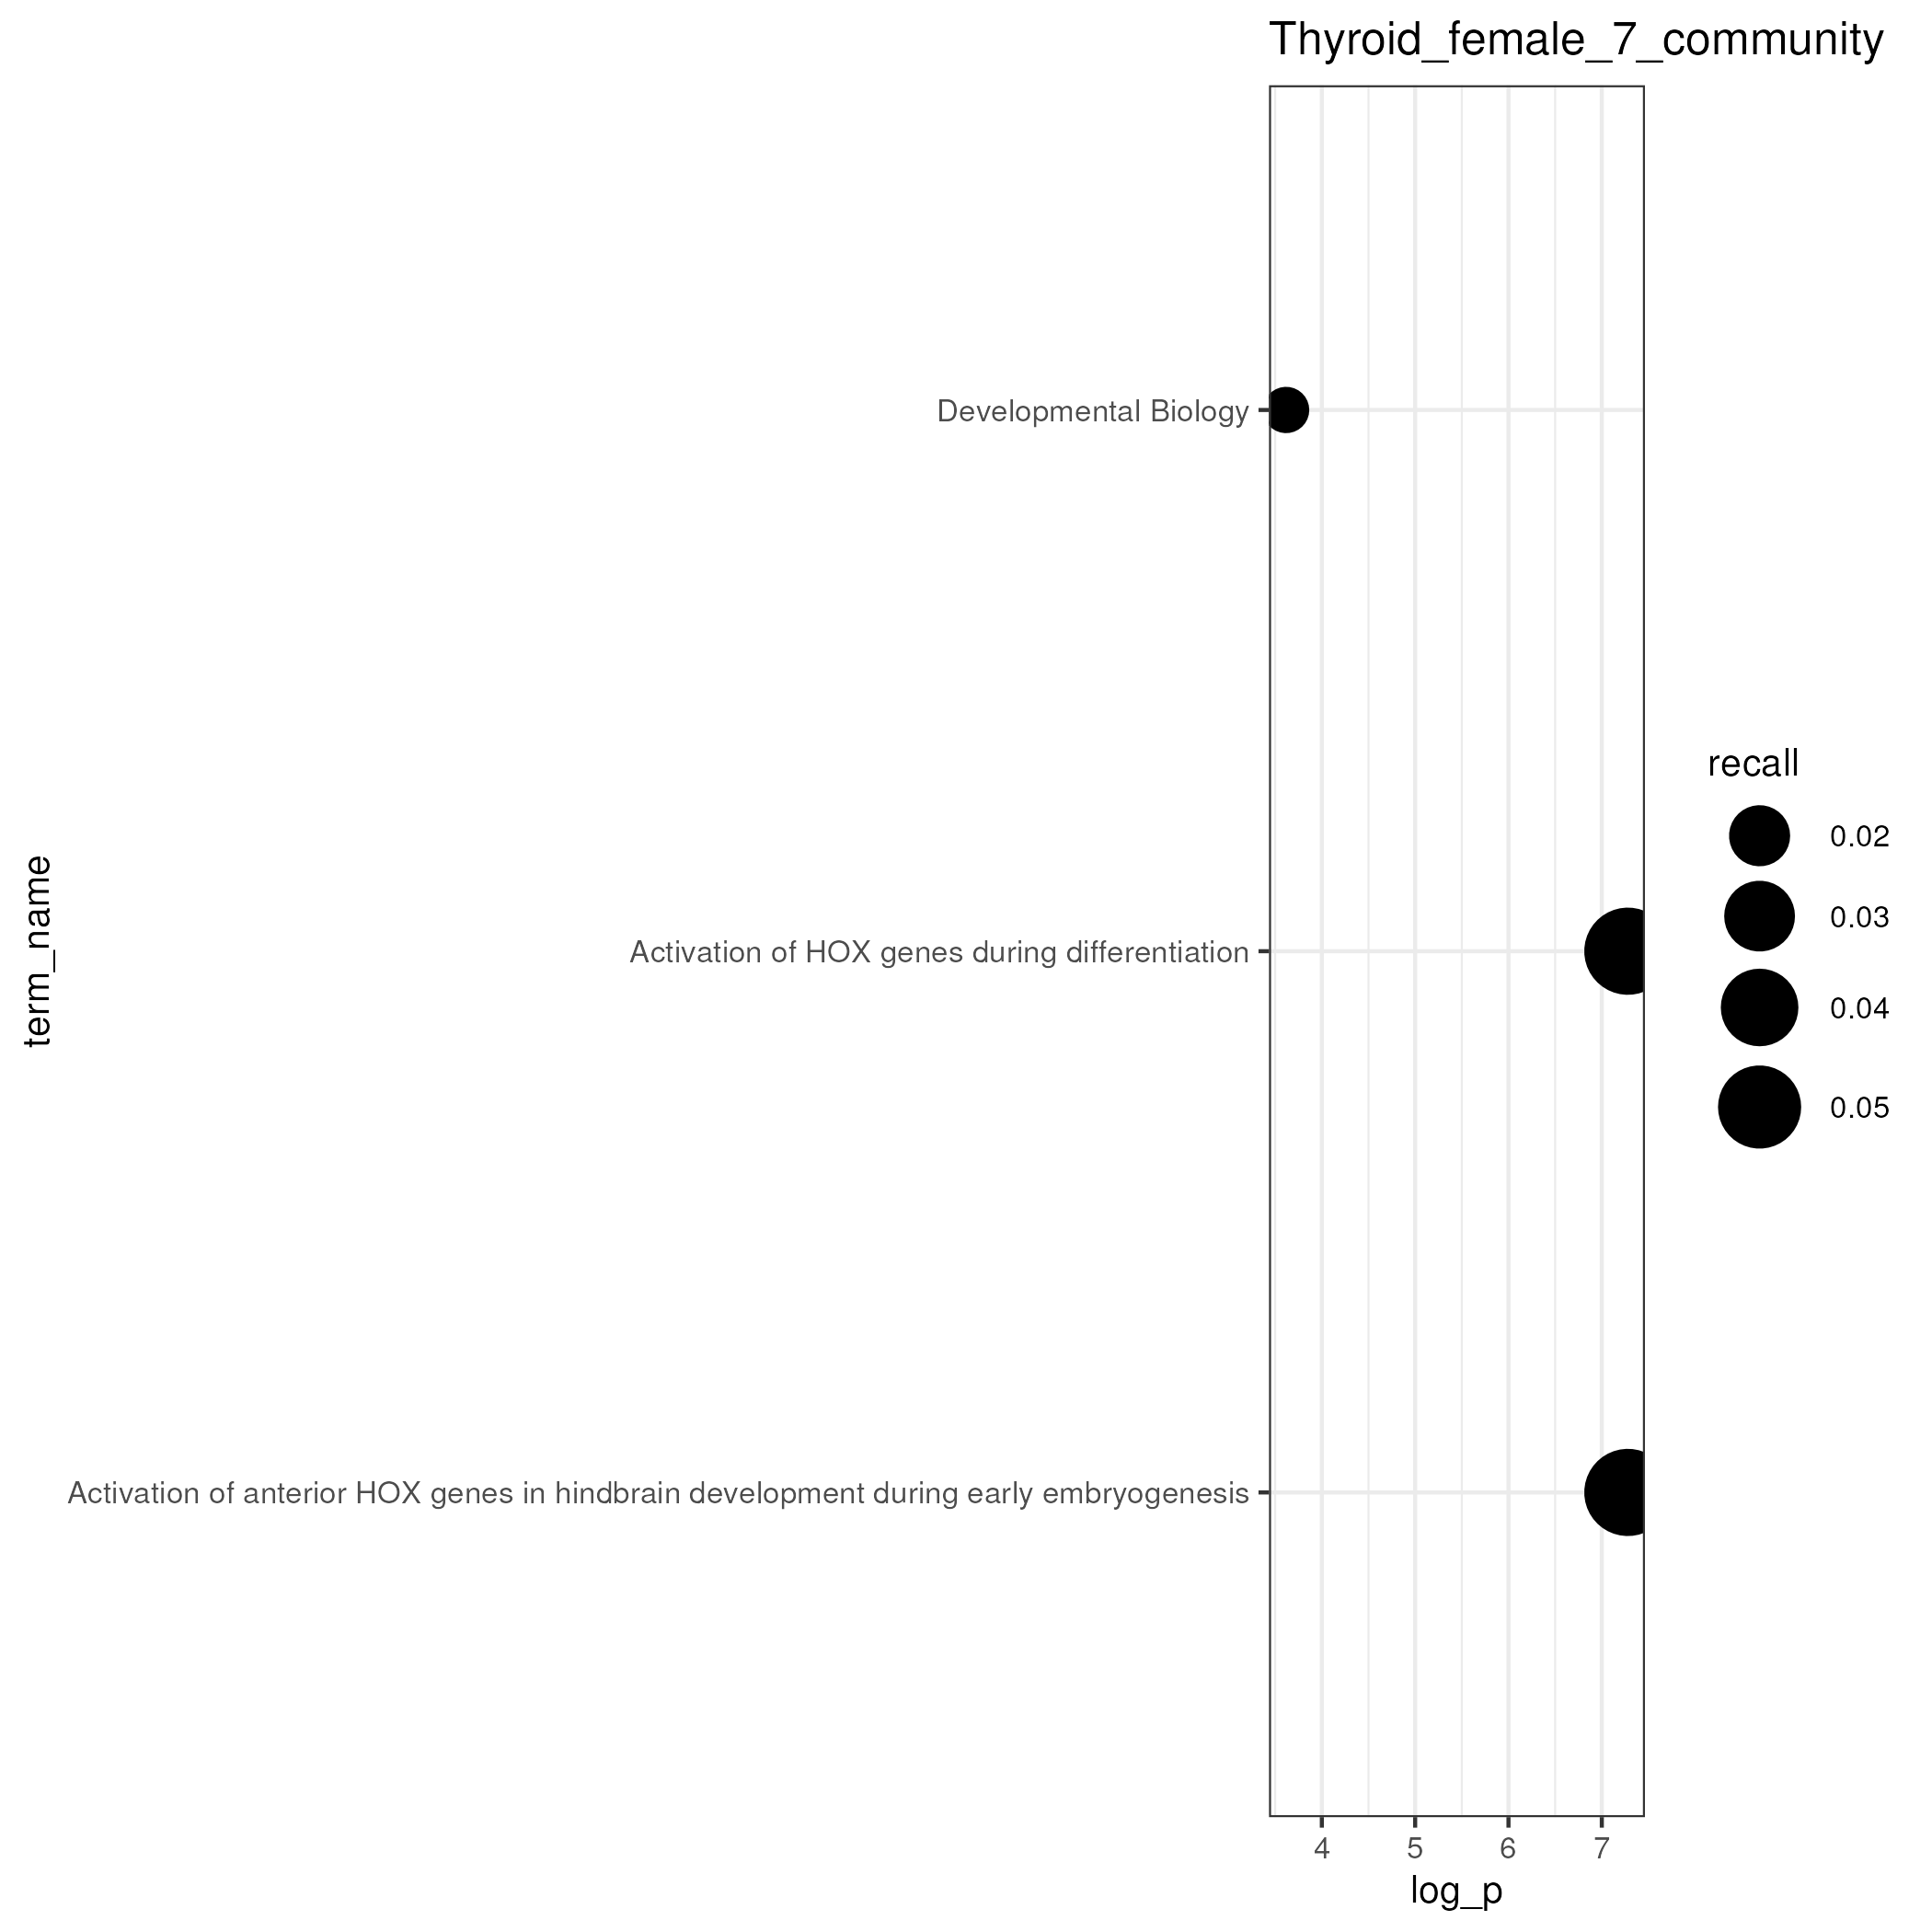 Thyroid_female_7_community
term_name
Developmental Biology
Activation of HOX genes during differentiation
Activation of anterior HOX genes in hindbrain development during early embryogenesis
4 5 6 7
log_p
recall
0.02
0.03
0.04
0.05